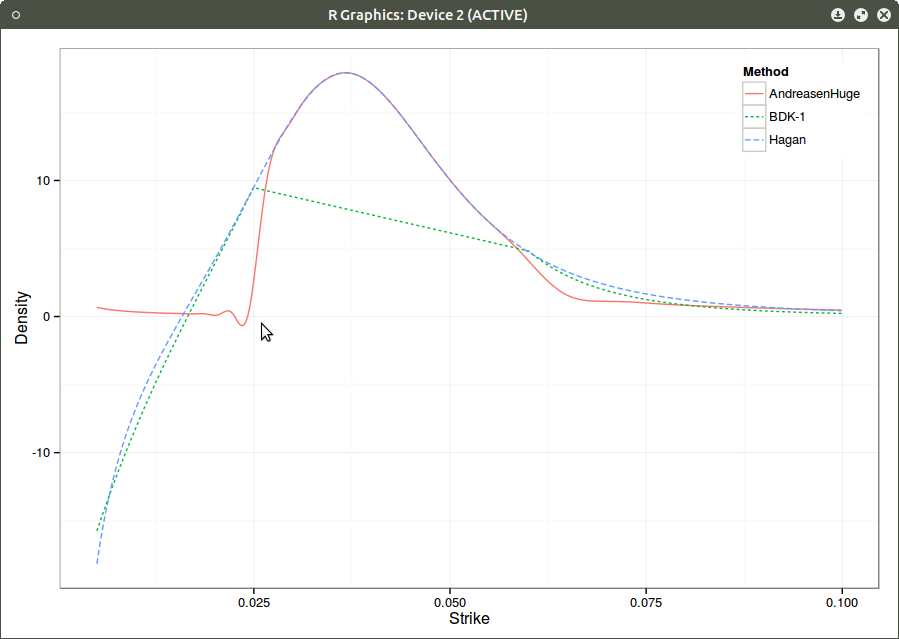 R Graphics: Device 2 (ACTIVE)
Method
AndreasenHuge
BDK-1
Hagan
10
0
-10
Density
0.025 0.050 0.075 0.100
Strike